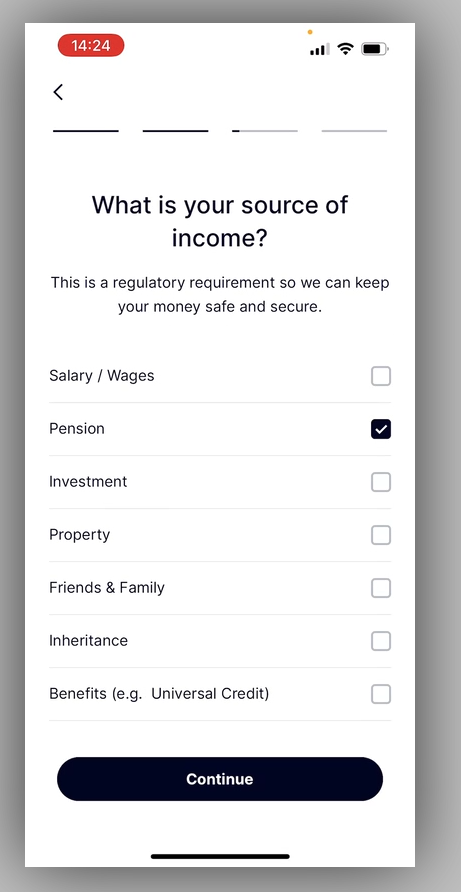 14:24
What is your source of
income?
This is a regulatory requirement so we can keep
your money safe and secure.
Salary / Wages
Pension
Investment
Property
Friends & Family
Inheritance
Benefits (e.g.  Universal Credit)
Continue